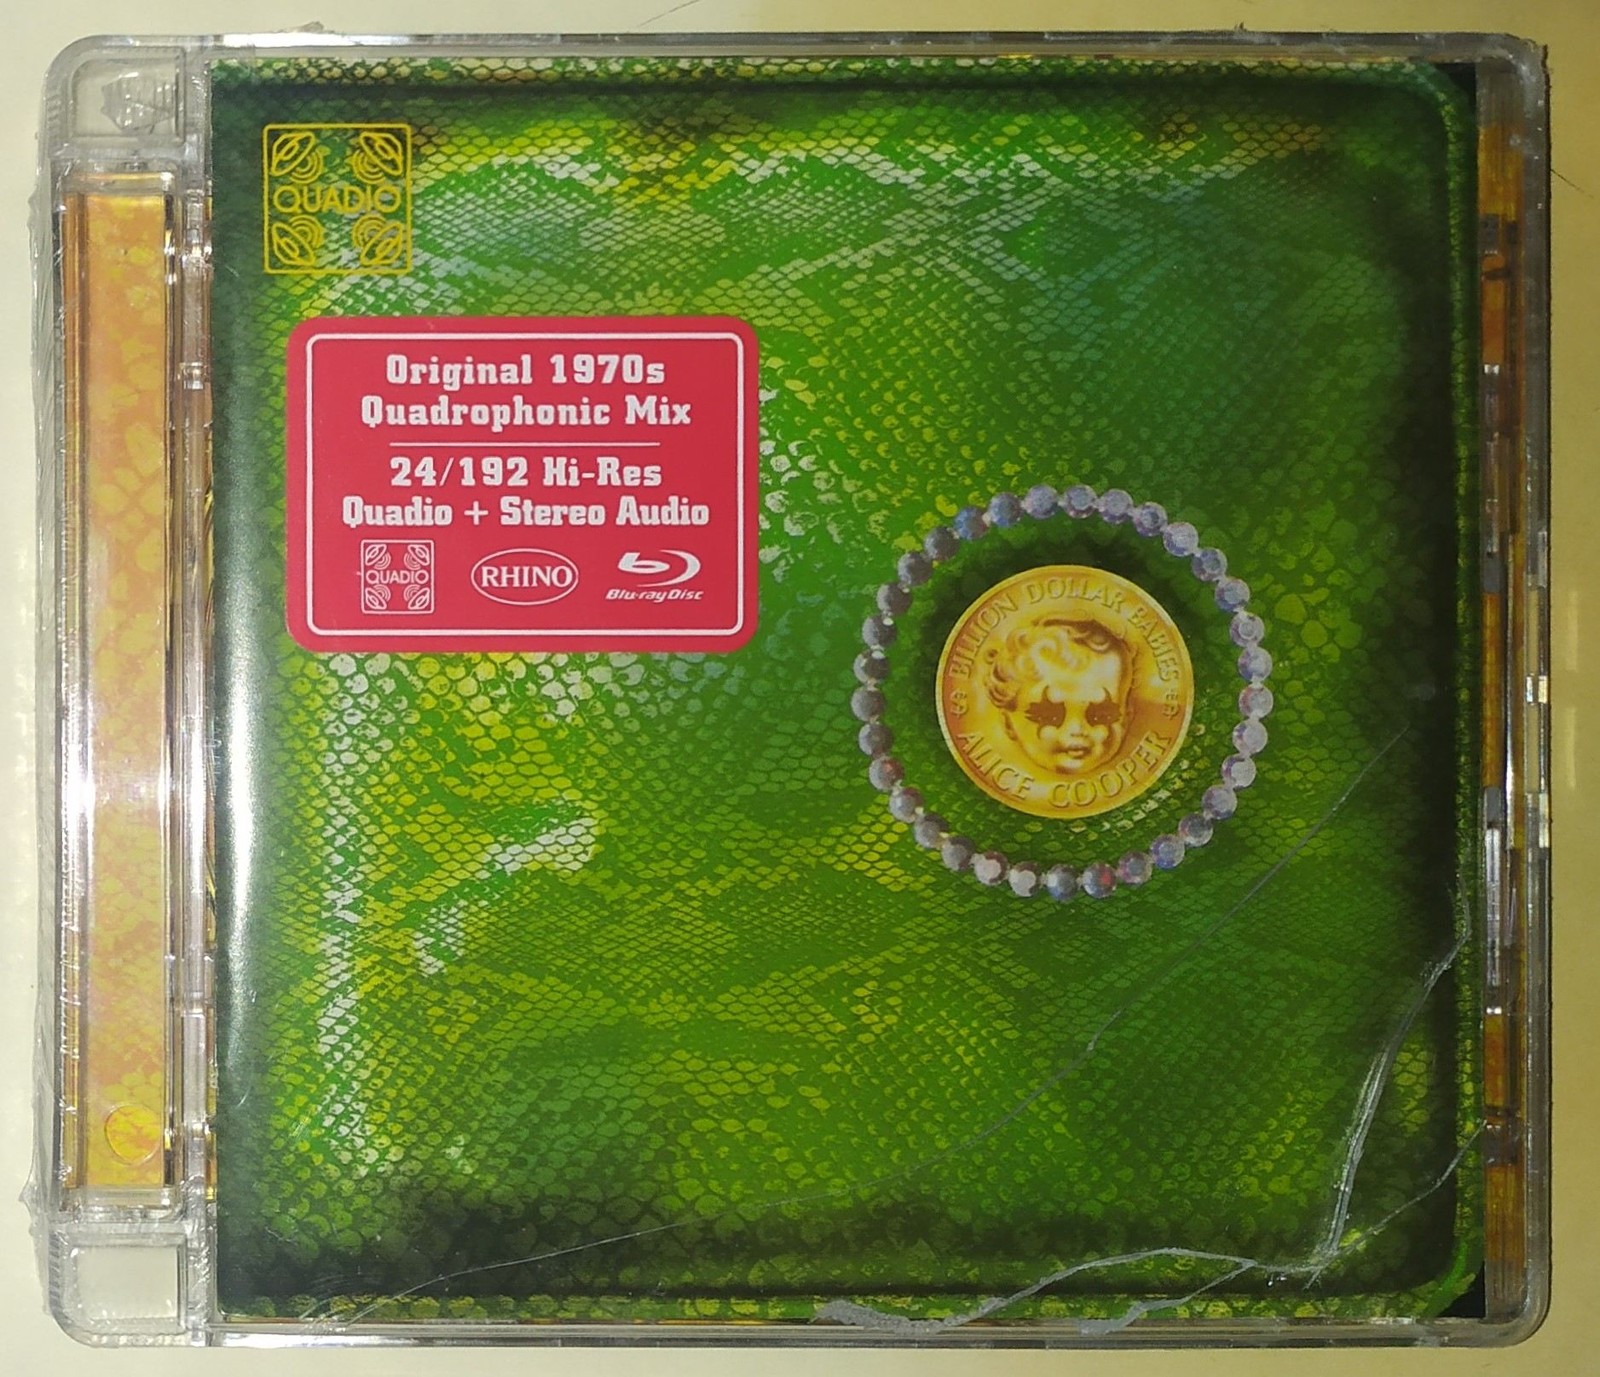 QUADIO
Original 1970s
Quadrophonic Mix
24/192 Hi-Res
Quadio + Stereo Audio
QUADIO
RHINO
Blu-ray Disc
BILLION DOLLAR BABIES
ALICE COOPER